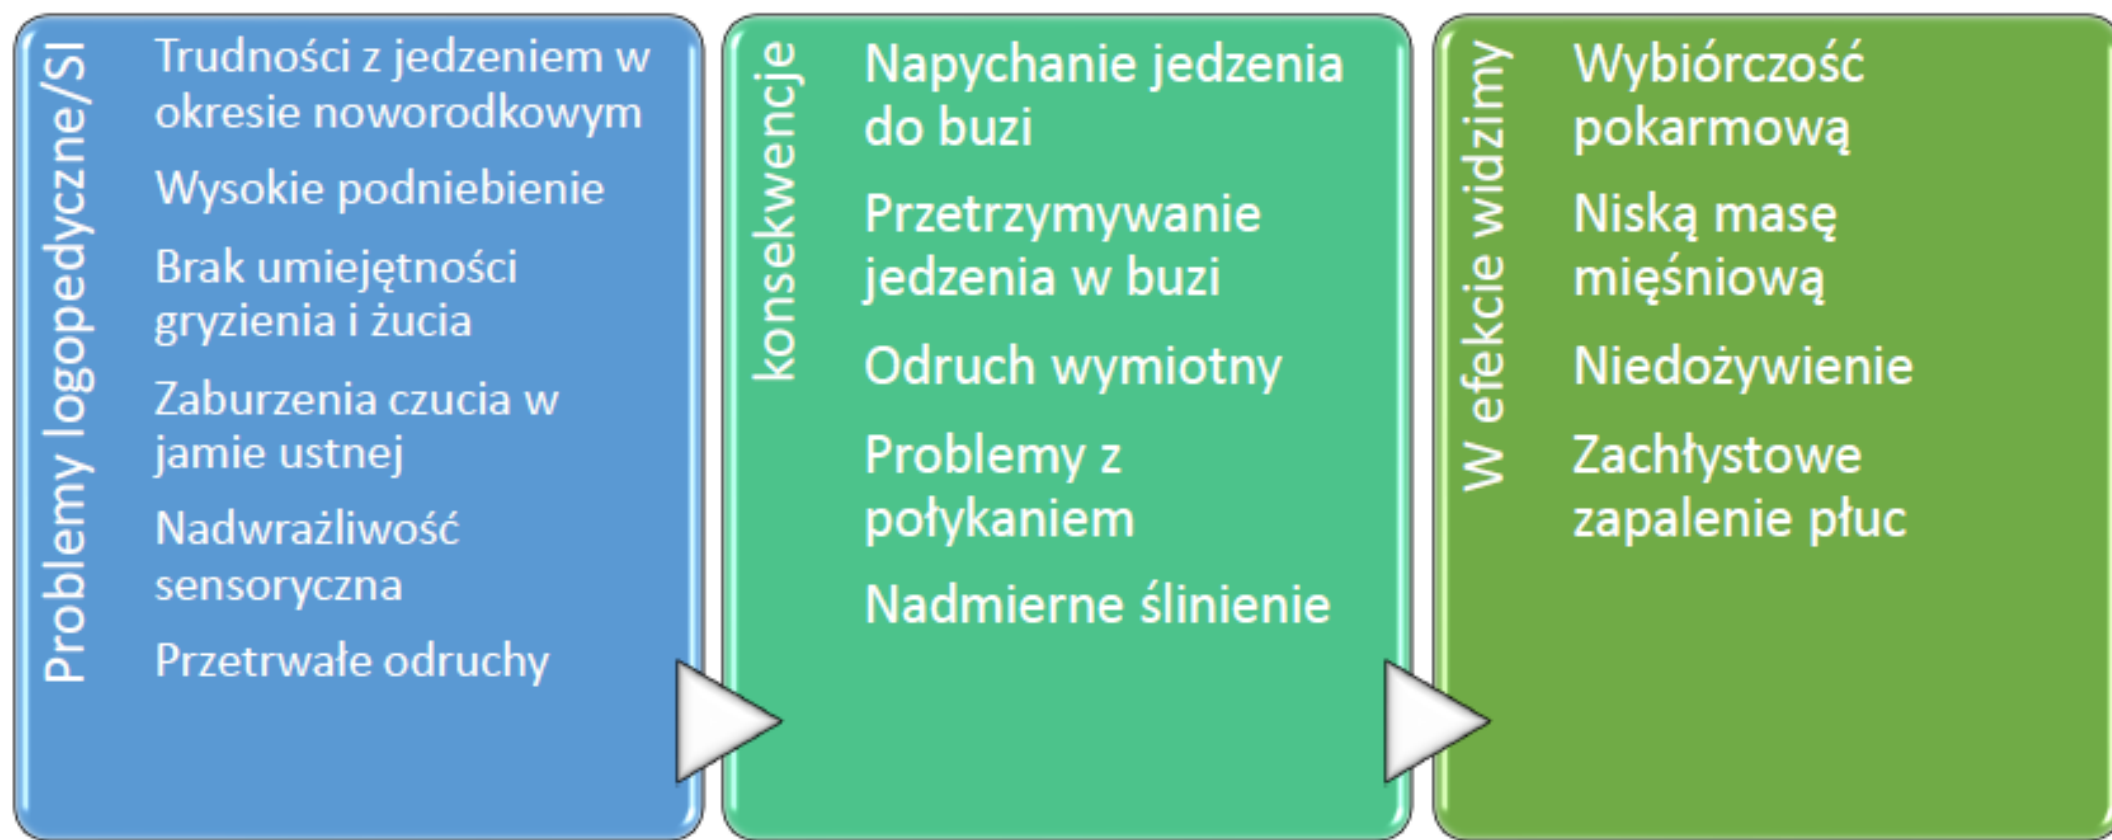 Problemy logopedyczne/SI
Trudności z jedzeniem w
okresie noworodkowym
Wysokie podniebienie
Brak umiejętności
gryzienia i żucia
Zaburzenia czucia w
jamie ustnej
Nadwrażliwość
sensoryczna
Przetrwałe odruchy
konsekwencje
Napychanie jedzenia
do buzi
Przetrzymywanie
jedzenia w buzi
Odruch wymiotny
Problemy z
połykaniem
Nadmierne ślinienie
W efekcie widzimy
Wybiórczość
pokarmową
Niską masę
mięśniową
Niedożywienie
Zachłystowe
zapalenie płuc